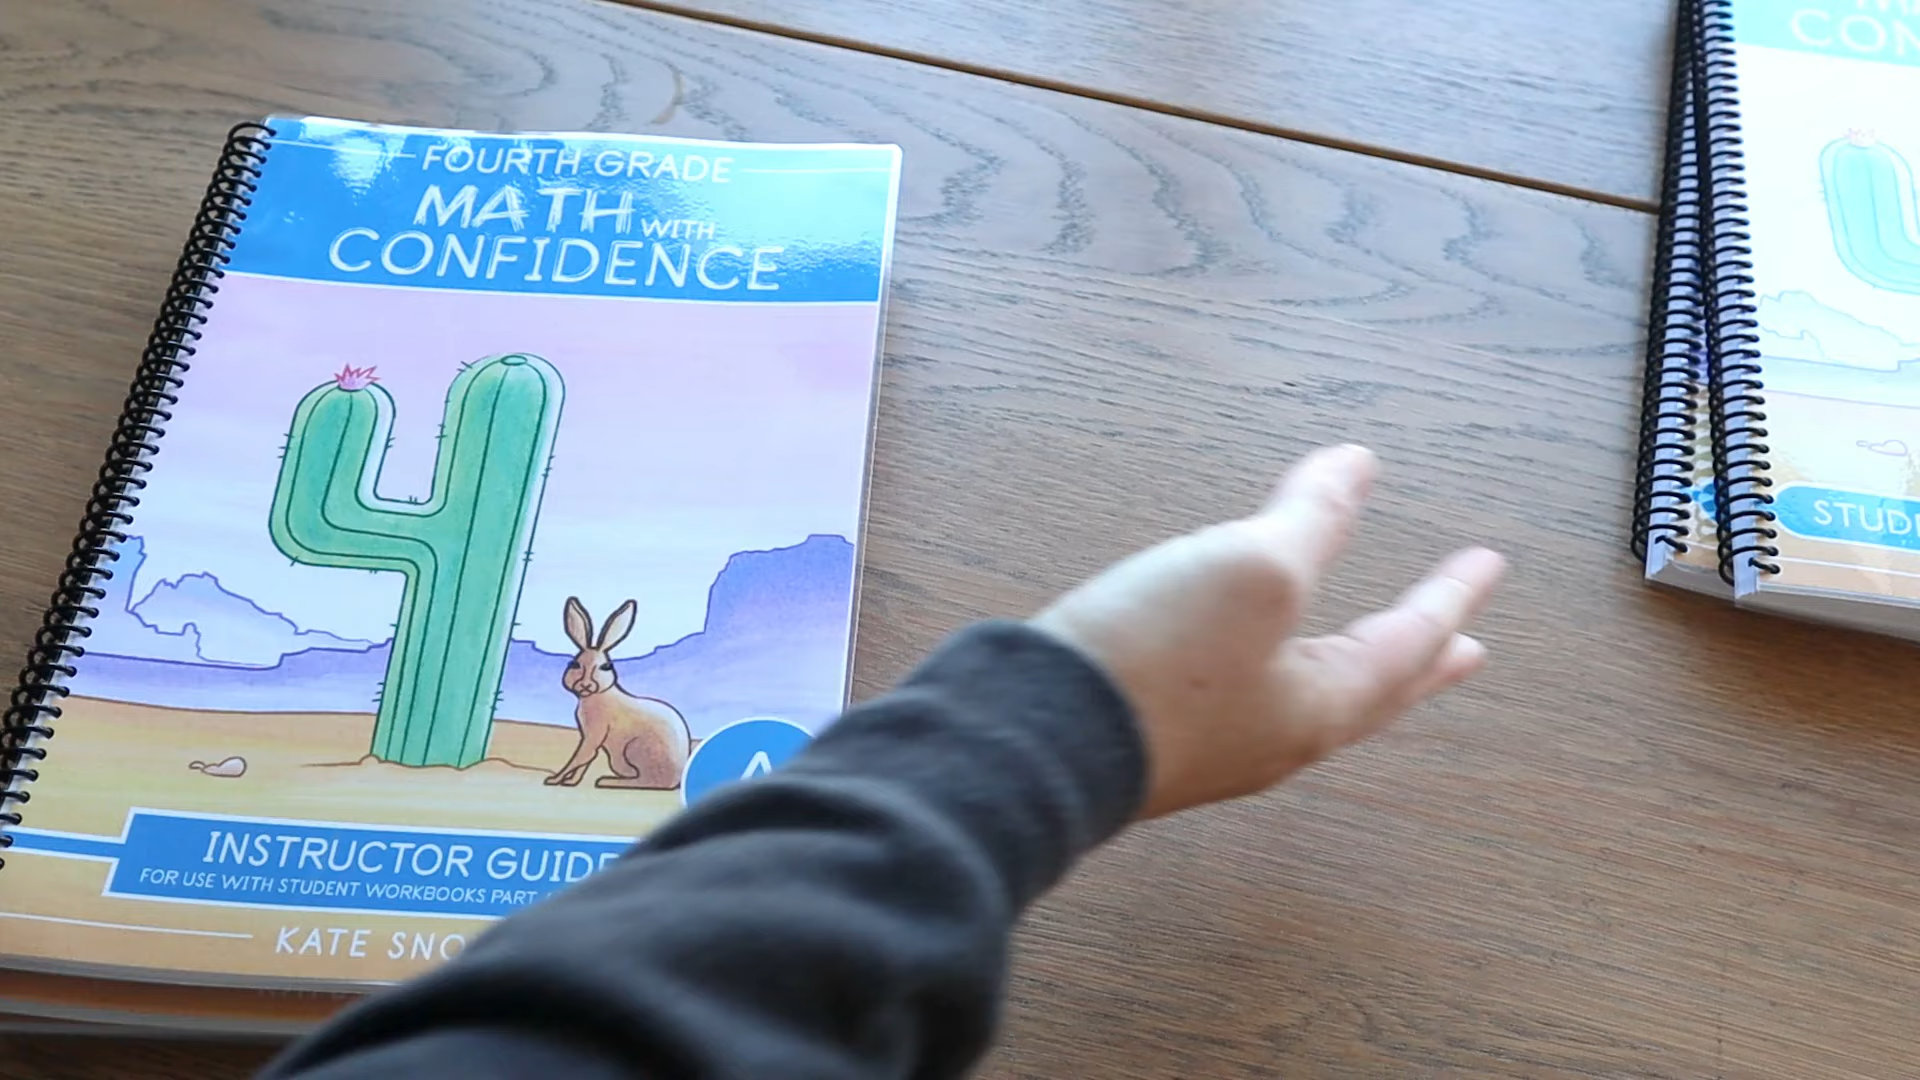 FOURTH GRADE
MATH WITH
CONFIDENCE
A
INSTRUCTOR GUIDE
FOR USE WITH STUDENT WORKBOOKS PART
KATE SNO
CON
STUD